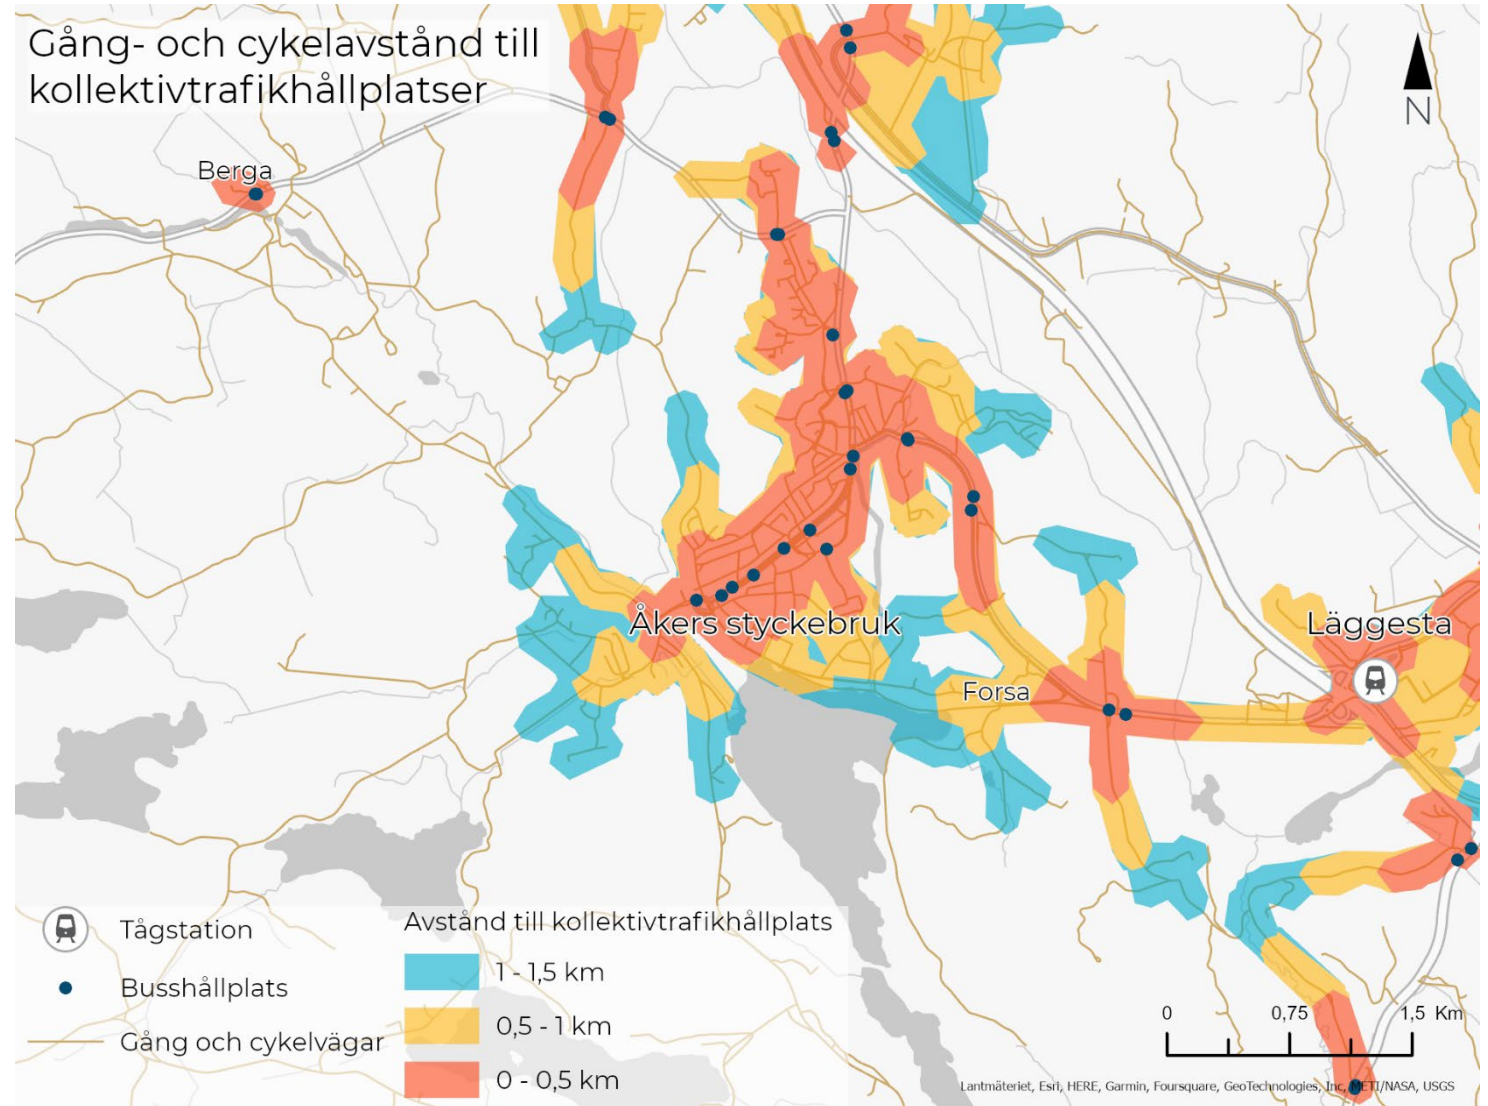 Gång- och cykelavstånd till
kollektivtrafikhållplatser
N
Berga
Åkers styckebruk
Läggesta
Forsa
Tågstation
Busshållplats
Gång och cykelvägar
Avstånd till kollektivtrafikhållplats
1 - 1,5 km
0,5 - 1 km
0 - 0,5 km
0 0,75 1,5 Km
Lantmäteriet, Esri, HERE, Garmin, Foursquare, GeoTechnologies, Inc, METI/NASA, USGS